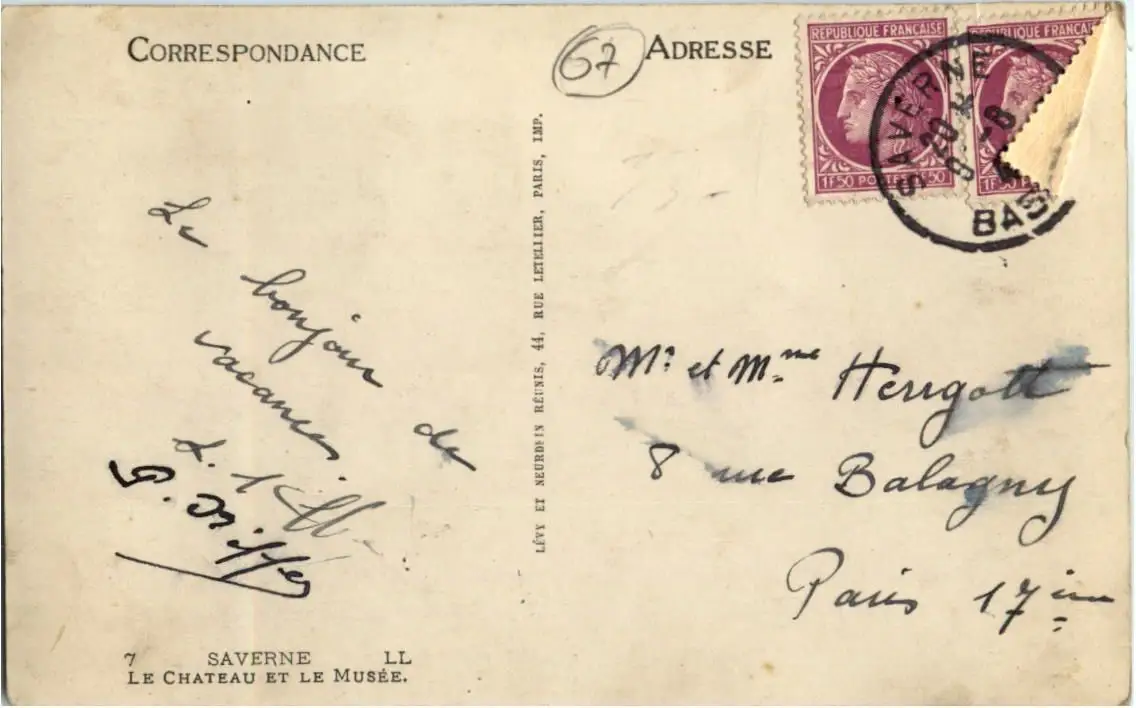 CORRESPONDANCE
67
ADRESSE
REPUBLIQUE FRANÇAISE
1F50 POSTES 1F50
REPUBLIQUE FRANÇAISE
1F50
SAVERNE
BAS
Le
bonjour de
vacances.
Mr. et Mme Herrgott
8 rue Balagny
Paris 17ième
LÉVY ET NEURDEIN RÉUNIS, 44, RUE LETELLIER, PARIS, IMP.
7 SAVERNE LL
LE CHATEAU ET LE MUSÉE.